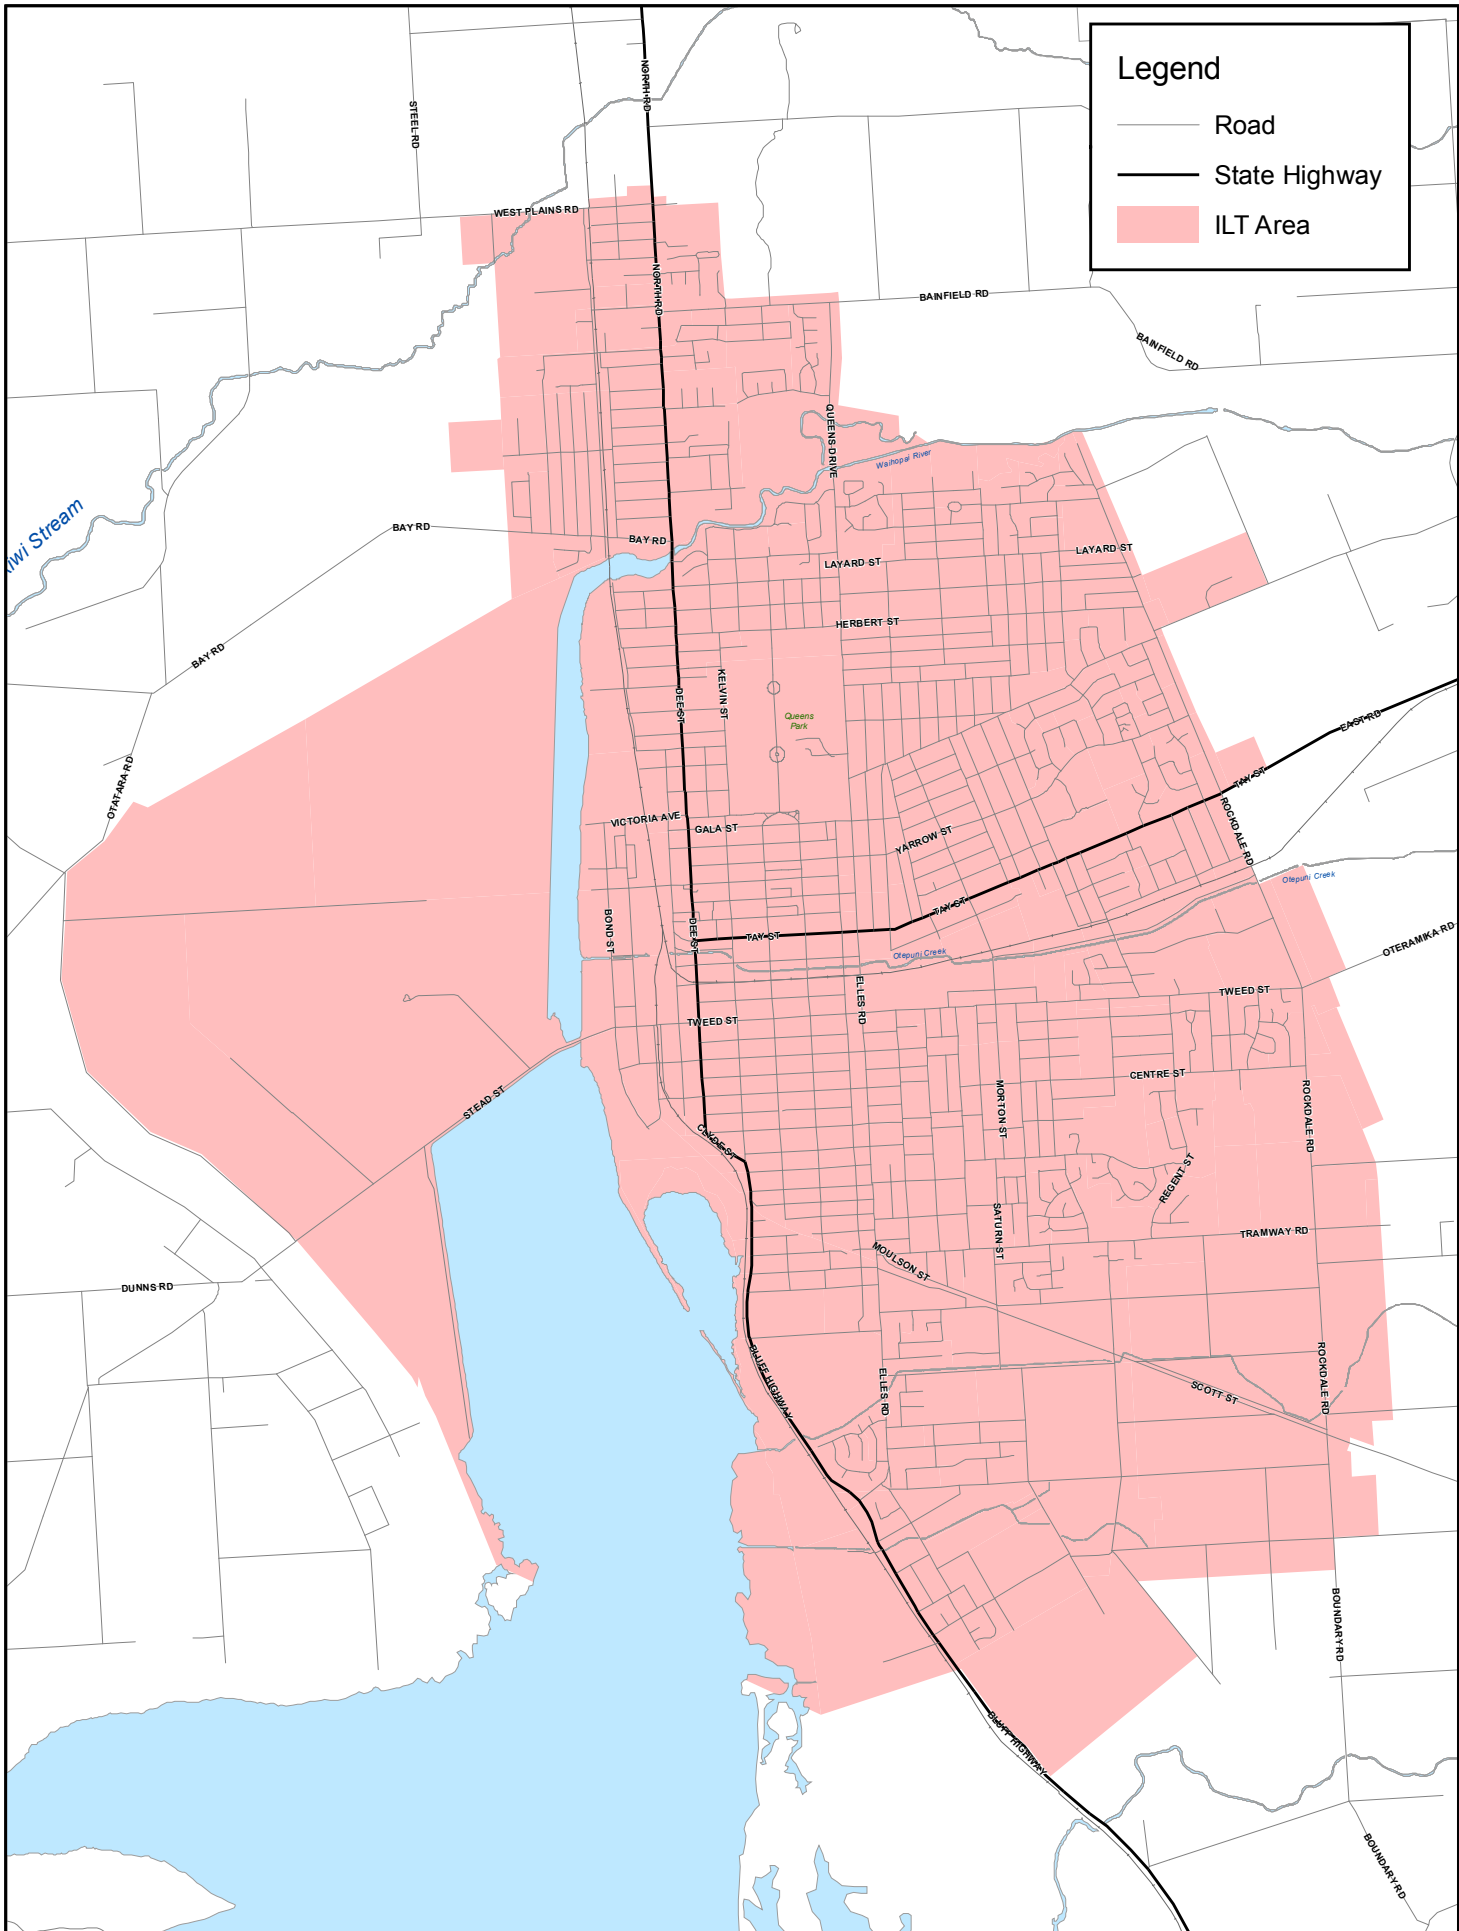 Legend
Road
State Highway
ILT Area
NORTH RD
STEEL RD
WEST PLAINS RD
NORTH RD
BAINFIELD RD
BAINFIELD RD
QUEENS DRIVE
Waihopai River
BAY RD
BAY RD
LAYARD ST
LAYARD ST
HERBERT ST
BAY RD
KELVIN ST
DEE ST
Queens
Park
EAST RD
TAY ST
OTATARA RD
ROCKDALE RD
VICTORIA AVE
GALA ST
YARROW ST
Otepuni Creek
TAY ST
BOND ST
DEE ST
TAY ST
OTERAMIKA RD
Otepuni Creek
ELLES RD
TWEED ST
TWEED ST
CENTRE ST
STEAD ST
MORTON ST
ROCKDALE RD
CLYDE ST
REGENT ST
SATURN ST
TRAMWAY RD
MOULSON ST
DUNNS RD
BLUFF HIGHWAY
ELLES RD
ROCKDALE RD
SCOTT ST
BOUNDARY RD
BLUFF HIGHWAY
BOUNDARY RD